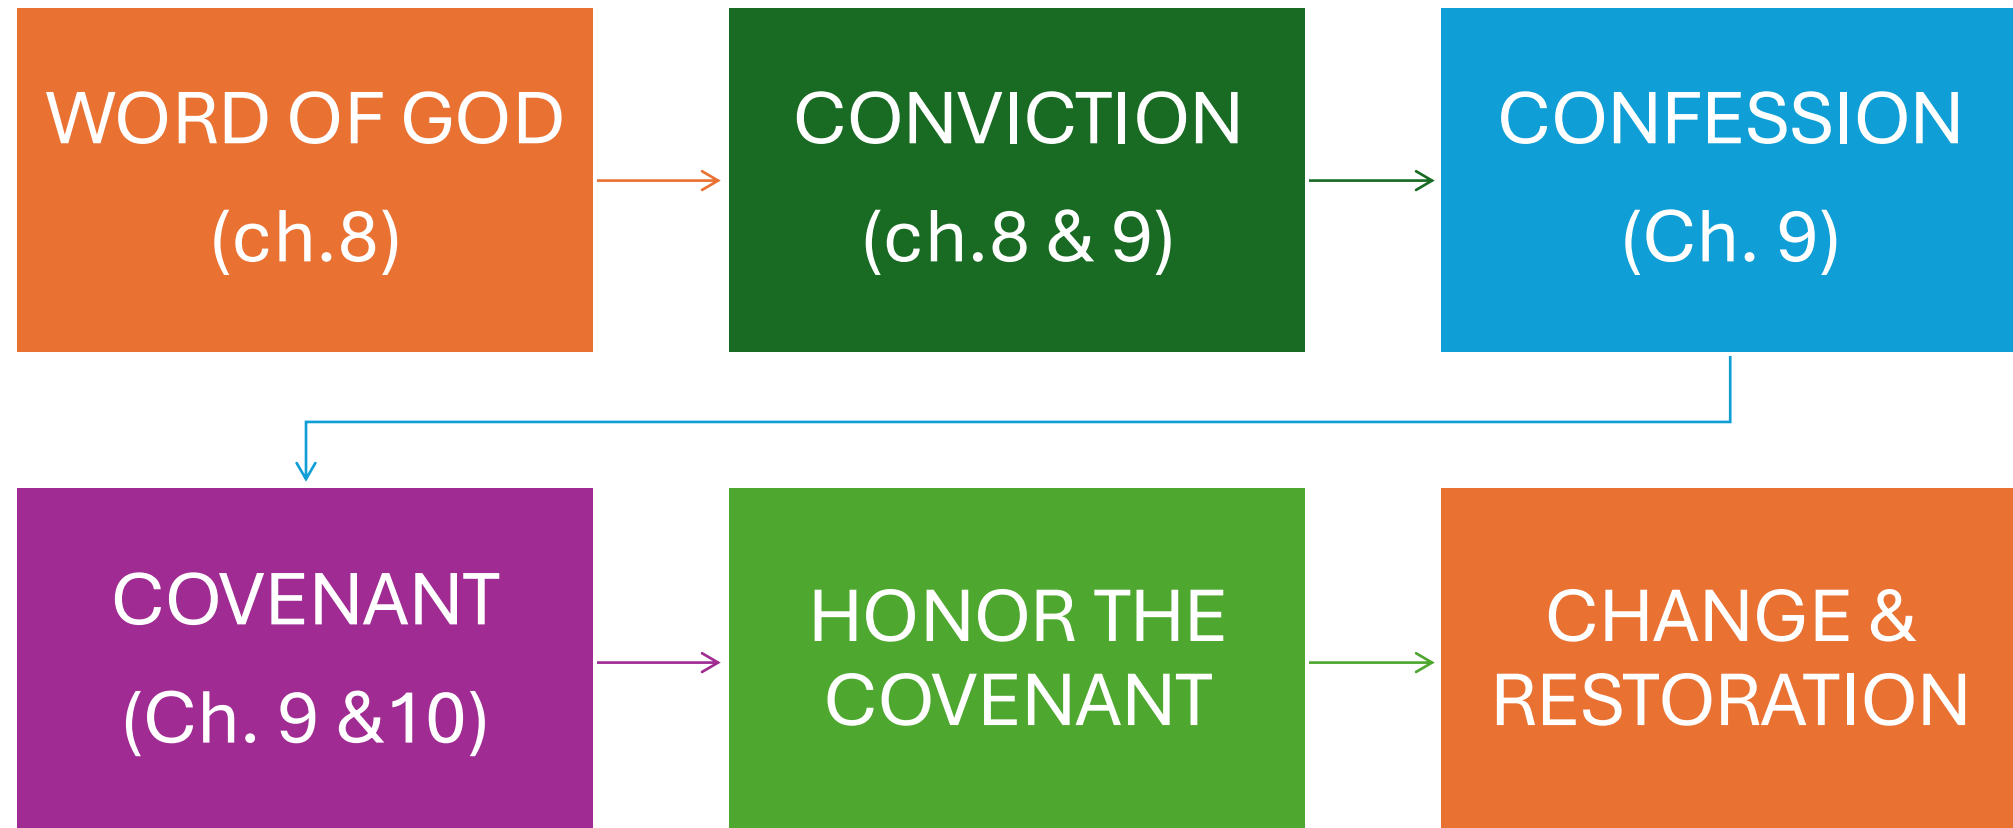 WORD OF GOD
(ch.8)
CONVICTION
(ch.8 & 9)
CONFESSION
(Ch. 9)
COVENANT
(Ch. 9 &10)
HONOR THE
COVENANT
CHANGE &
RESTORATION